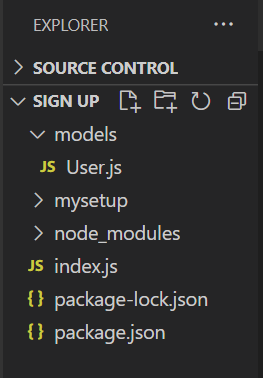 EXPLORER ...
SOURCE CONTROL
SIGN UP
models
JS User.js
mysetup
node_modules
JS index.js
{ } package-lock.json
{ } package.json